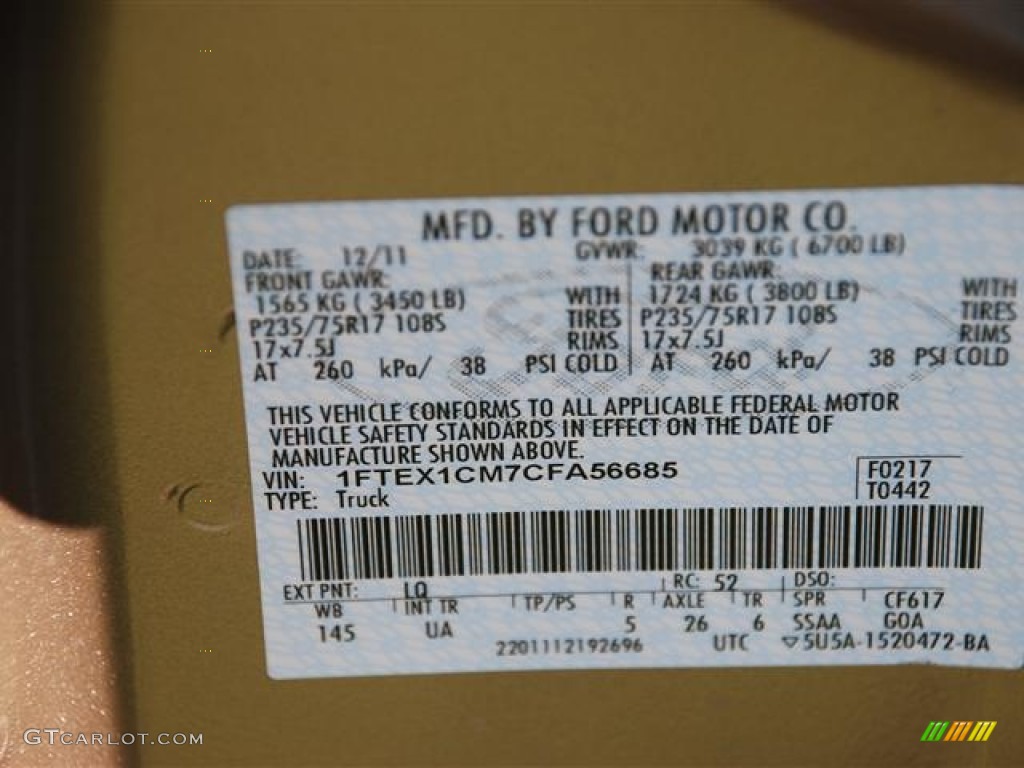 MFD. BY FORD MOTOR CO.
DATE: 12/11 GVWR: 3039 KG ( 6700 LB)
FRONT GAWR: REAR GAWR:
1565 KG ( 3450 LB) WITH 1724 KG ( 3800 LB) WITH
P235/75R17 108S TIRES P235/75R17 108S TIRES
17x7.5J RIMS 17x7.5J RIMS
AT 260 kPa/ 38 PSI COLD AT 260 kPa/ 38 PSI COLD
THIS VEHICLE CONFORMS TO ALL APPLICABLE FEDERAL MOTOR
VEHICLE SAFETY STANDARDS IN EFFECT ON THE DATE OF
MANUFACTURE SHOWN ABOVE.
VIN: 1FTEX1CM7CFA56685 F0217
TYPE: Truck T0442
EXT PNT: LQ RC: 52 DSO:
WB INT TR TP/PS R AXLE TR SPR CF617
145 UA 5 26 6 SSAA GOA
2201112192696 UTC ▽5U5A-1520472-BA
GTCARLOT.COM